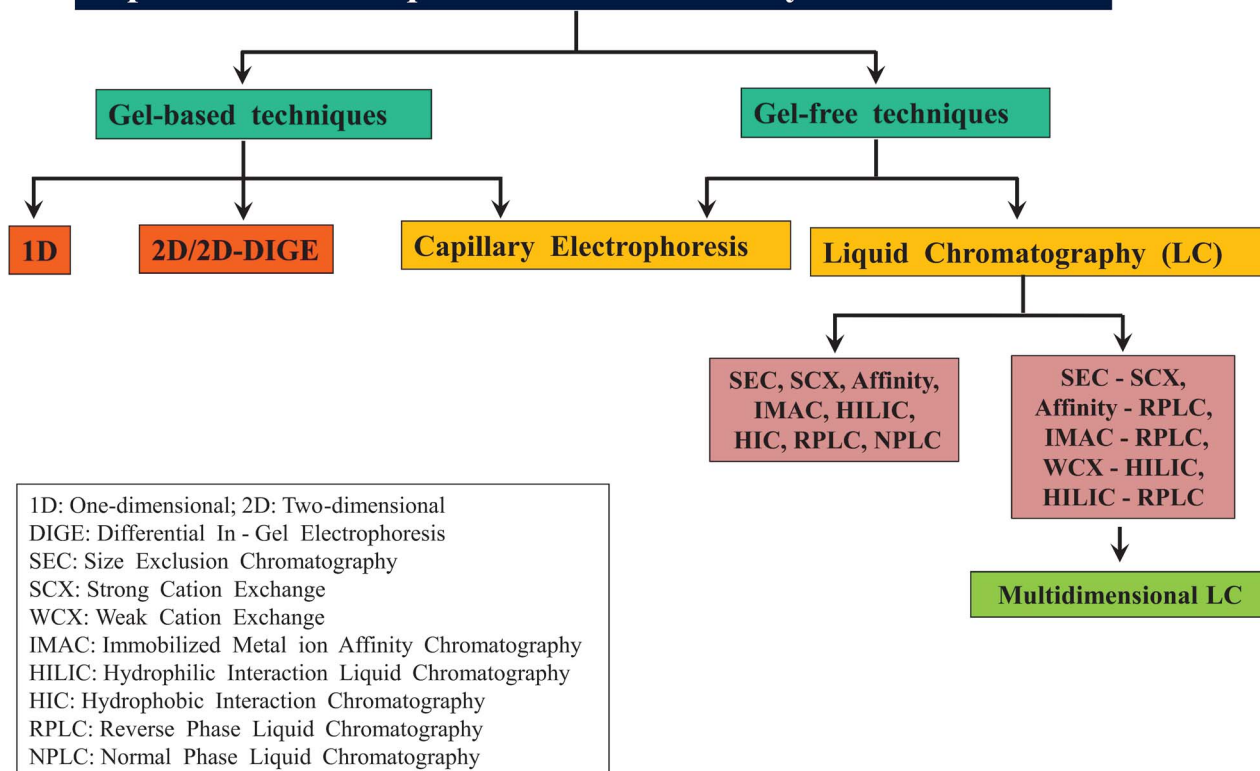 Gel-based techniques
Gel-free techniques
1D
2D/2D-DIGE
Capillary Electrophoresis
Liquid Chromatography (LC)
SEC, SCX, Affinity,
IMAC, HILIC,
HIC, RPLC, NPLC
SEC - SCX,
Affinity - RPLC,
IMAC - RPLC,
WCX - HILIC,
HILIC - RPLC
Multidimensional LC
1D: One-dimensional; 2D: Two-dimensional
DIGE: Differential In - Gel Electrophoresis
SEC: Size Exclusion Chromatography
SCX: Strong Cation Exchange
WCX: Weak Cation Exchange
IMAC: Immobilized Metal ion Affinity Chromatography
HILIC: Hydrophilic Interaction Liquid Chromatography
HIC: Hydrophobic Interaction Chromatography
RPLC: Reverse Phase Liquid Chromatography
NPLC: Normal Phase Liquid Chromatography